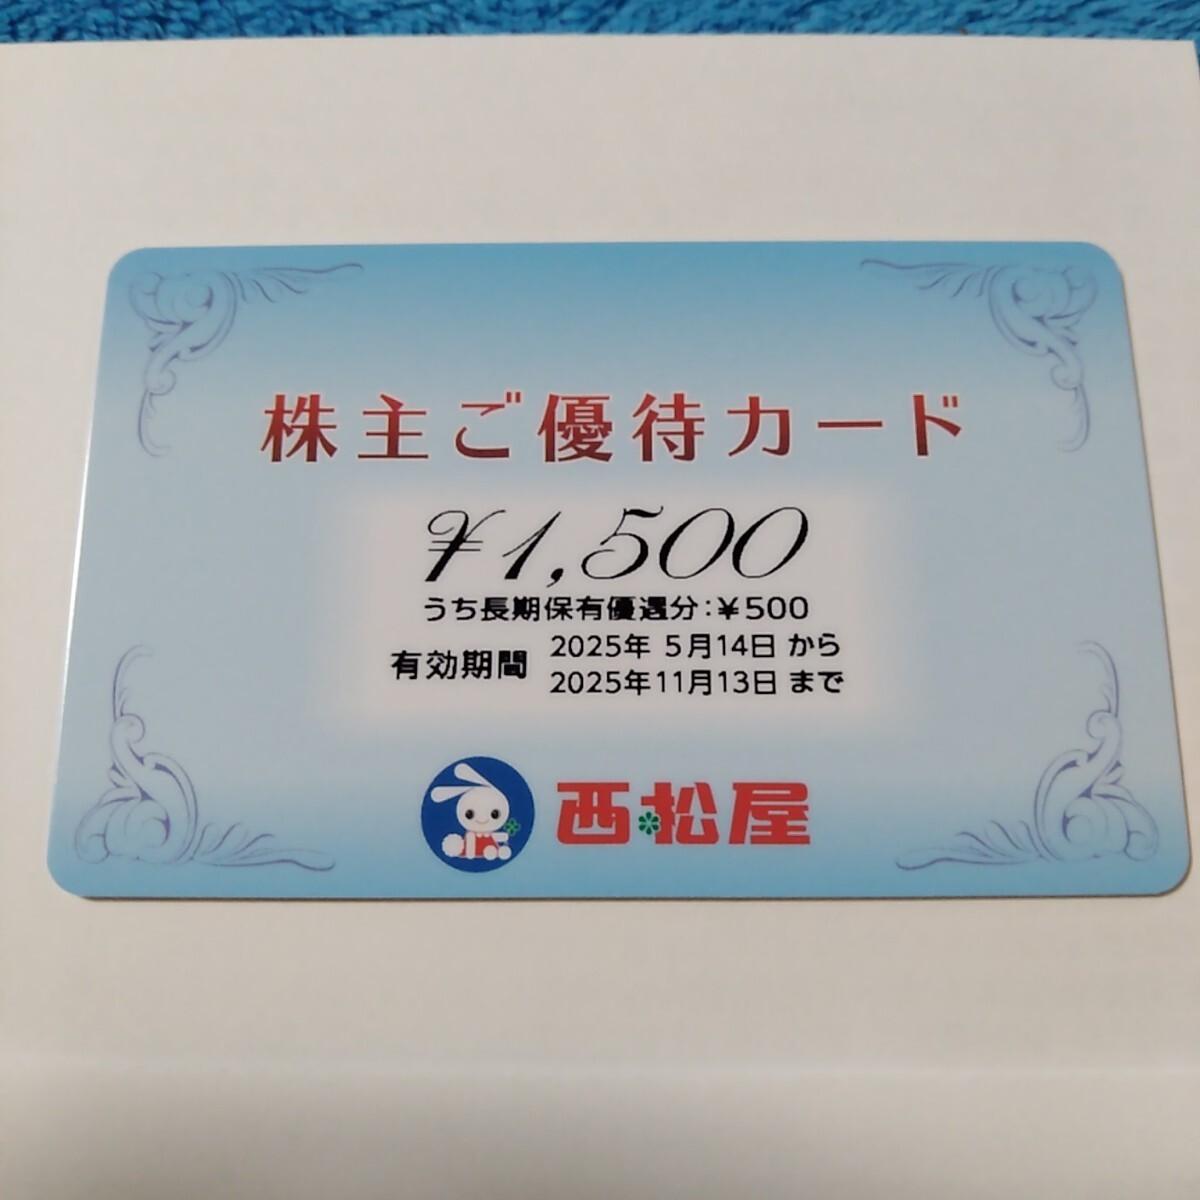 株主ご優待カード
¥1,500
うち長期保有優遇分:¥500
有効期間 2025年 5月14日 から
2025年11月13日 まで
西松屋